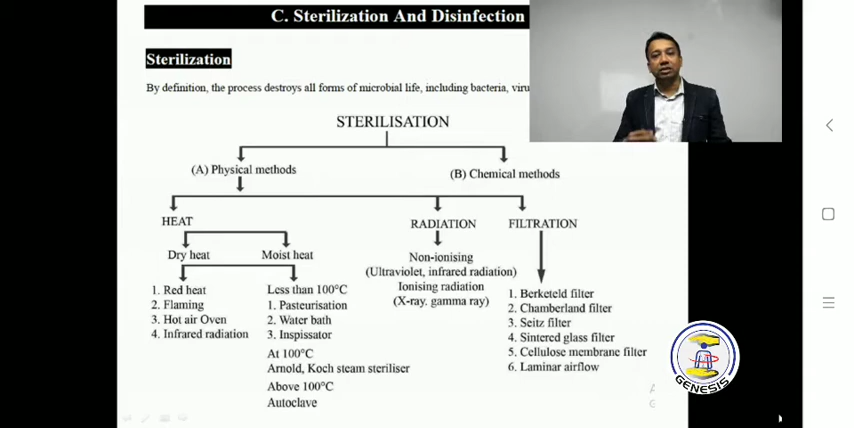 C. Sterilization And Disinfection
Sterilization
By definition, the process destroys all forms of microbial life, including bacteria,
STERILISATION
(A) Physical methods
(B) Chemical methods
HEAT
RADIATION
FILTRATION
Dry heat
Moist heat
1. Red heat
2. Flaming
3. Hot air Oven
4. Infrared radiation
Less than 100°C
1. Pasteurisation
2. Water bath
3. Inspissator
At 100°C
Arnold, Koch steam steriliser
Above 100°C
Autoclave
Non-ionising
(Ultraviolet, infrared radiation)
Ionising radiation
(X-ray. gamma ray)
1. Berketeld filter
2. Chamberland filter
3. Seitz filter
4. Sintered glass filter
5. Cellulose membrane filter
6. Laminar airflow
GENESIS